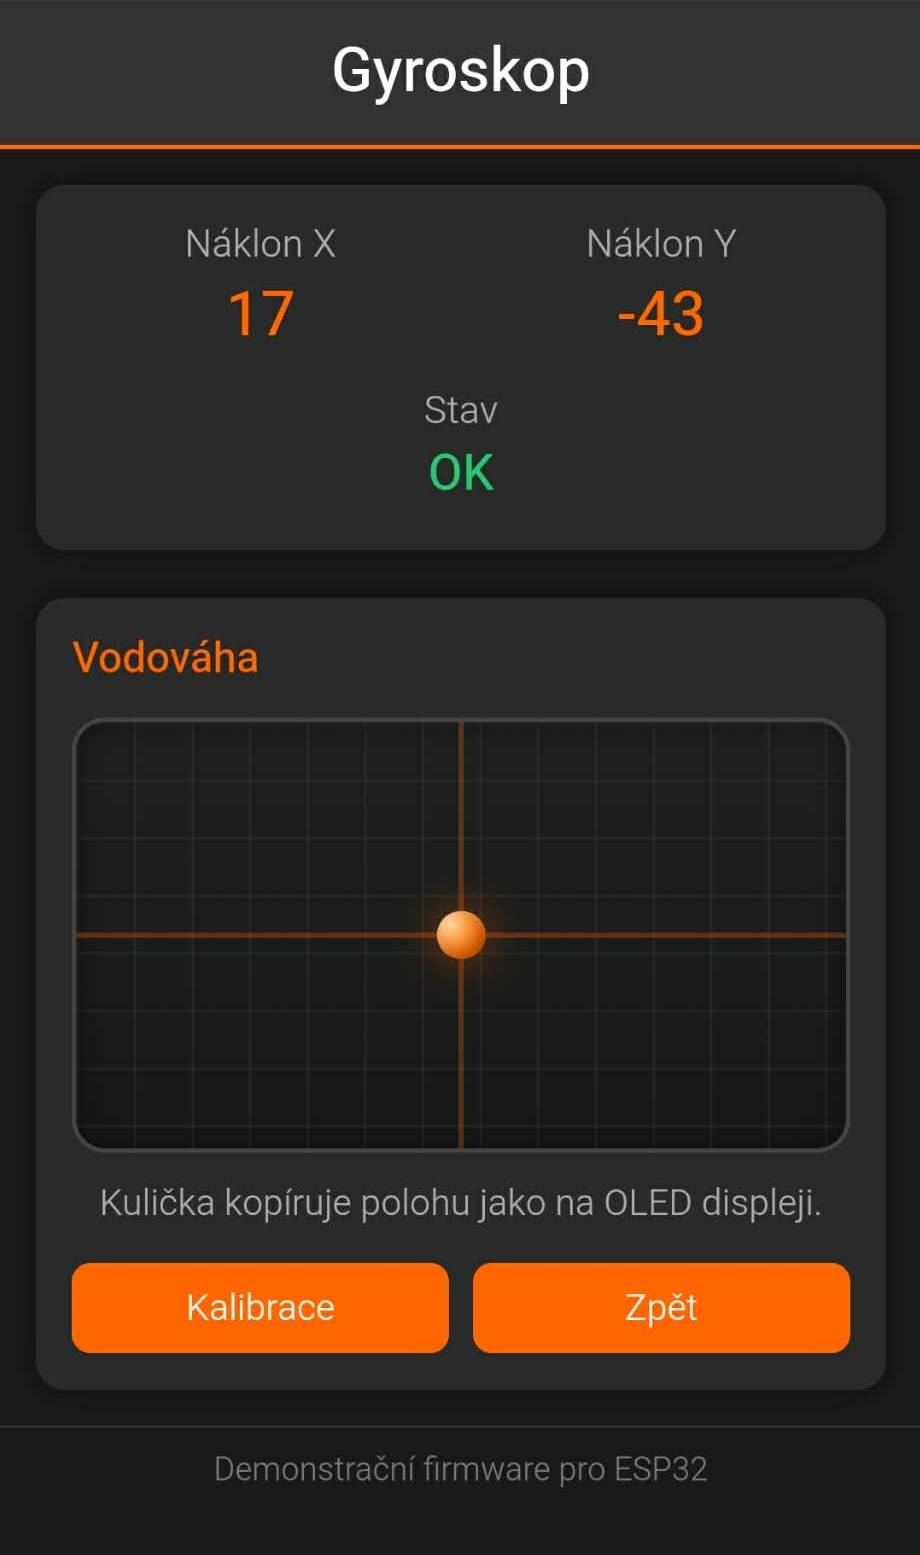 Gyroskop
Náklon X
Náklon Y
17
-43
Stav
OK
Vodováha
Kulička kopíruje polohu jako na OLED displeji.
Kalibrace
Zpět
Demonstrační firmware pro ESP32